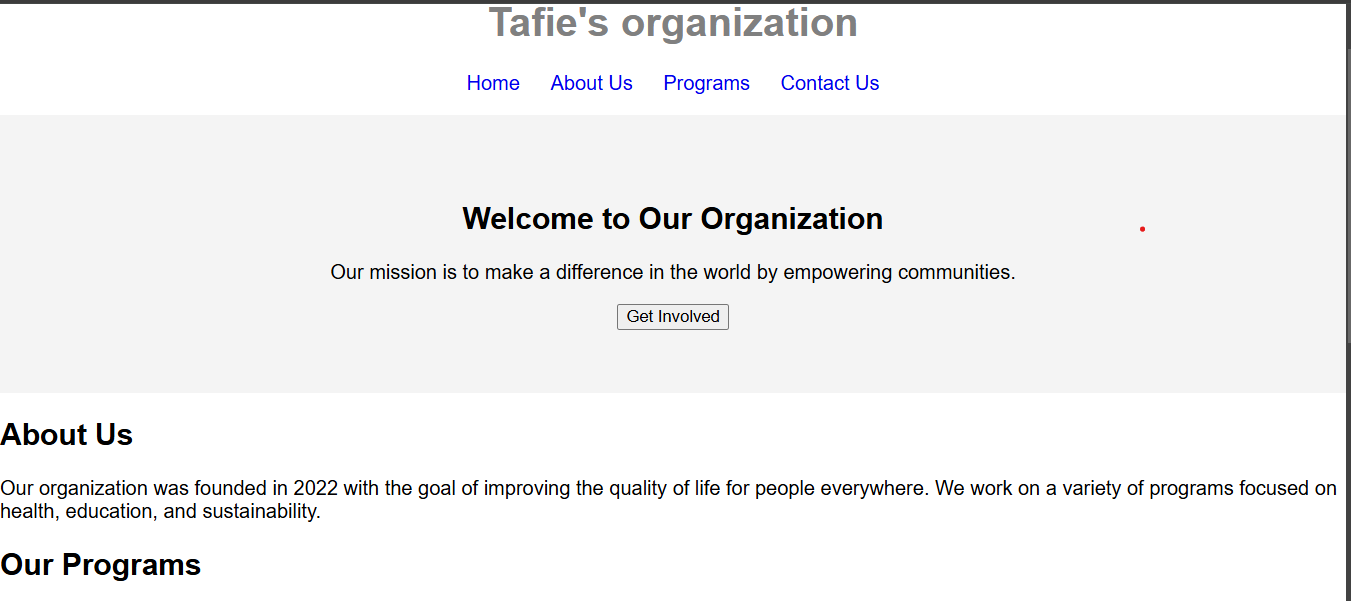 Tafie's organization
Home About Us Programs Contact Us
Welcome to Our Organization
Our mission is to make a difference in the world by empowering communities.
Get Involved
About Us
Our organization was founded in 2022 with the goal of improving the quality of life for people everywhere. We work on a variety of programs focused on
health, education, and sustainability.
Our Programs